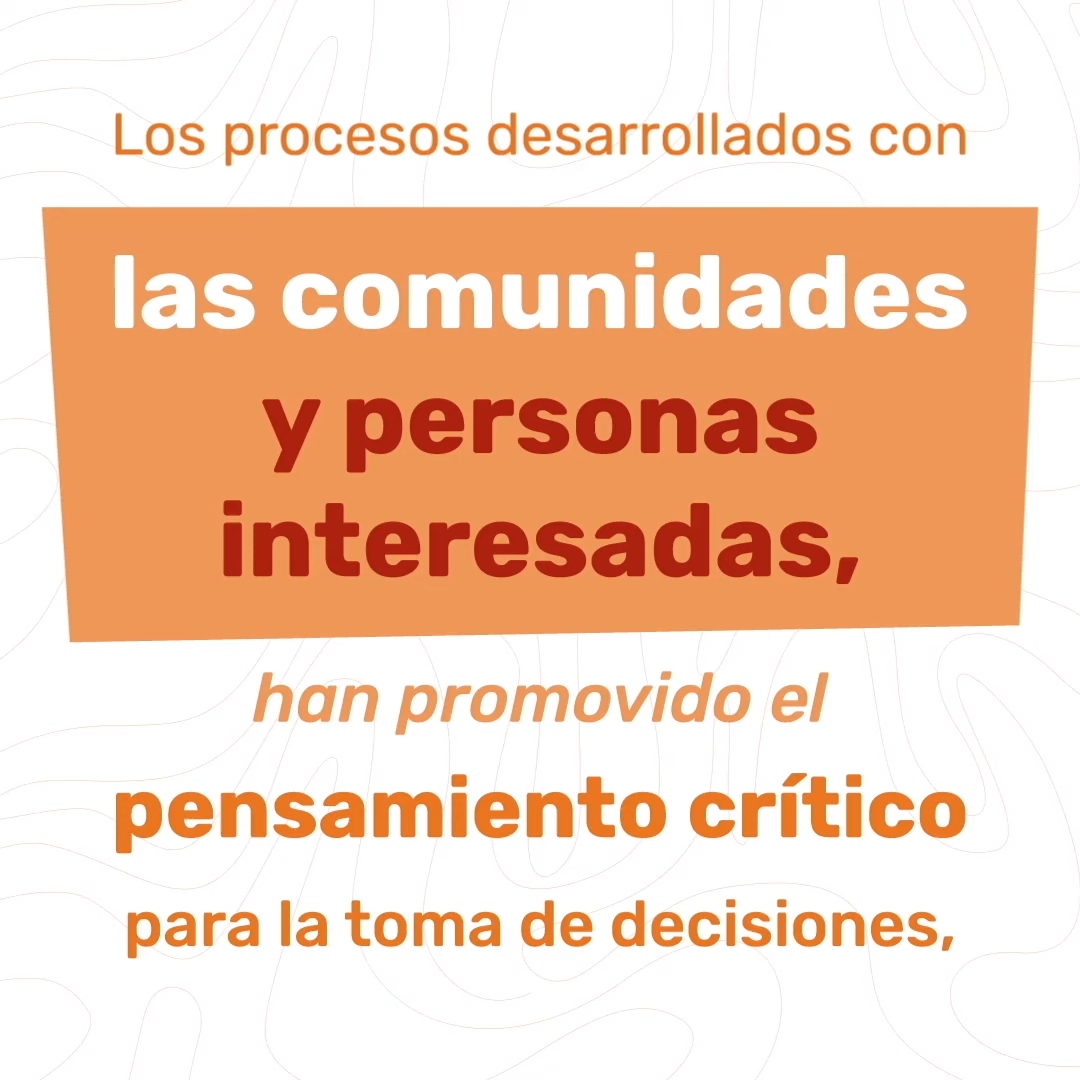 Los procesos desarrollados con
las comunidades
y personas
interesadas,
han promovido el
pensamiento crítico
para la toma de decisiones,